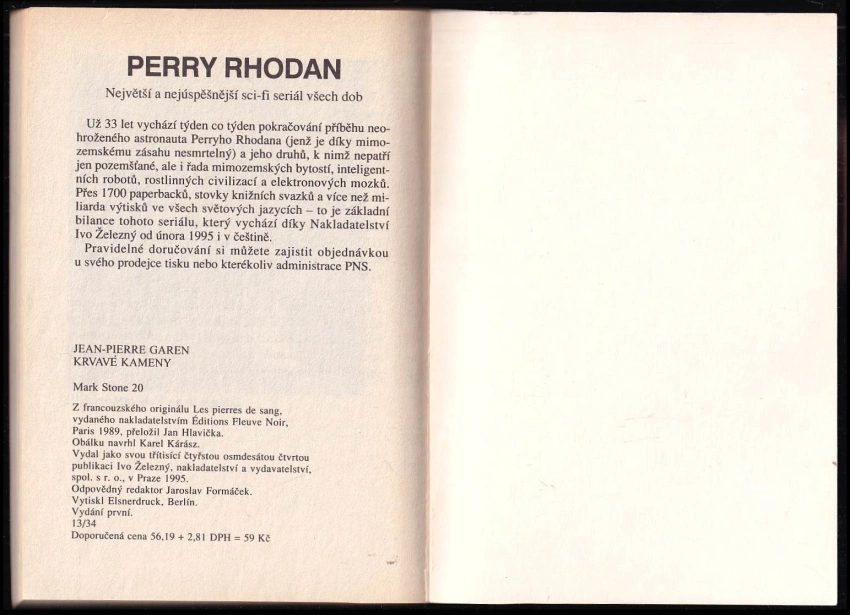 PERRY RHODAN
Největší a nejúspěšnější sci-fi seriál všech dob
Už 33 let vychází týden co týden pokračování příběhu neo-
hroženého astronauta Perryho Rhodana (jenž je díky mimo-
zemskému zásahu nesmrtelný) a jeho druhů, k nimž nepatří
jen pozemšťané, ale i řada mimozemských bytostí, inteligent-
ních robotů, rostlinných civilizací a elektronových mozků.
Přes 1700 paperbacků, stovky knižních svazků a více než mi-
liarda výtisků ve všech světových jazycích – to je základní
bilance tohoto seriálu, který vychází díky Nakladatelství
Ivo Železný od února 1995 i v češtině.
Pravidelné doručování si můžete zajistit objednávkou
u svého prodejce tisku nebo kterékoliv administrace PNS.
JEAN-PIERRE GAREN
KRVAVÉ KAMENY
Mark Stone 20
Z francouzského originálu Les pierres de sang,
vydaného nakladatelstvím Éditions Fleuve Noir,
Paris 1989, přeložil Jan Hlavička.
Obálku navrhl Karel Kárász.
Vydal jako svou třítisící čtyřstou osmdesátou čtvrtou
publikaci Ivo Železný, nakladatelství a vydavatelství,
spol. s r. o., v Praze 1995.
Odpovědný redaktor Jaroslav Formáček.
Vytiskl Elsnerdruck, Berlín.
Vydání první.
13/34
Doporučená cena 56,19 + 2,81 DPH = 59 Kč